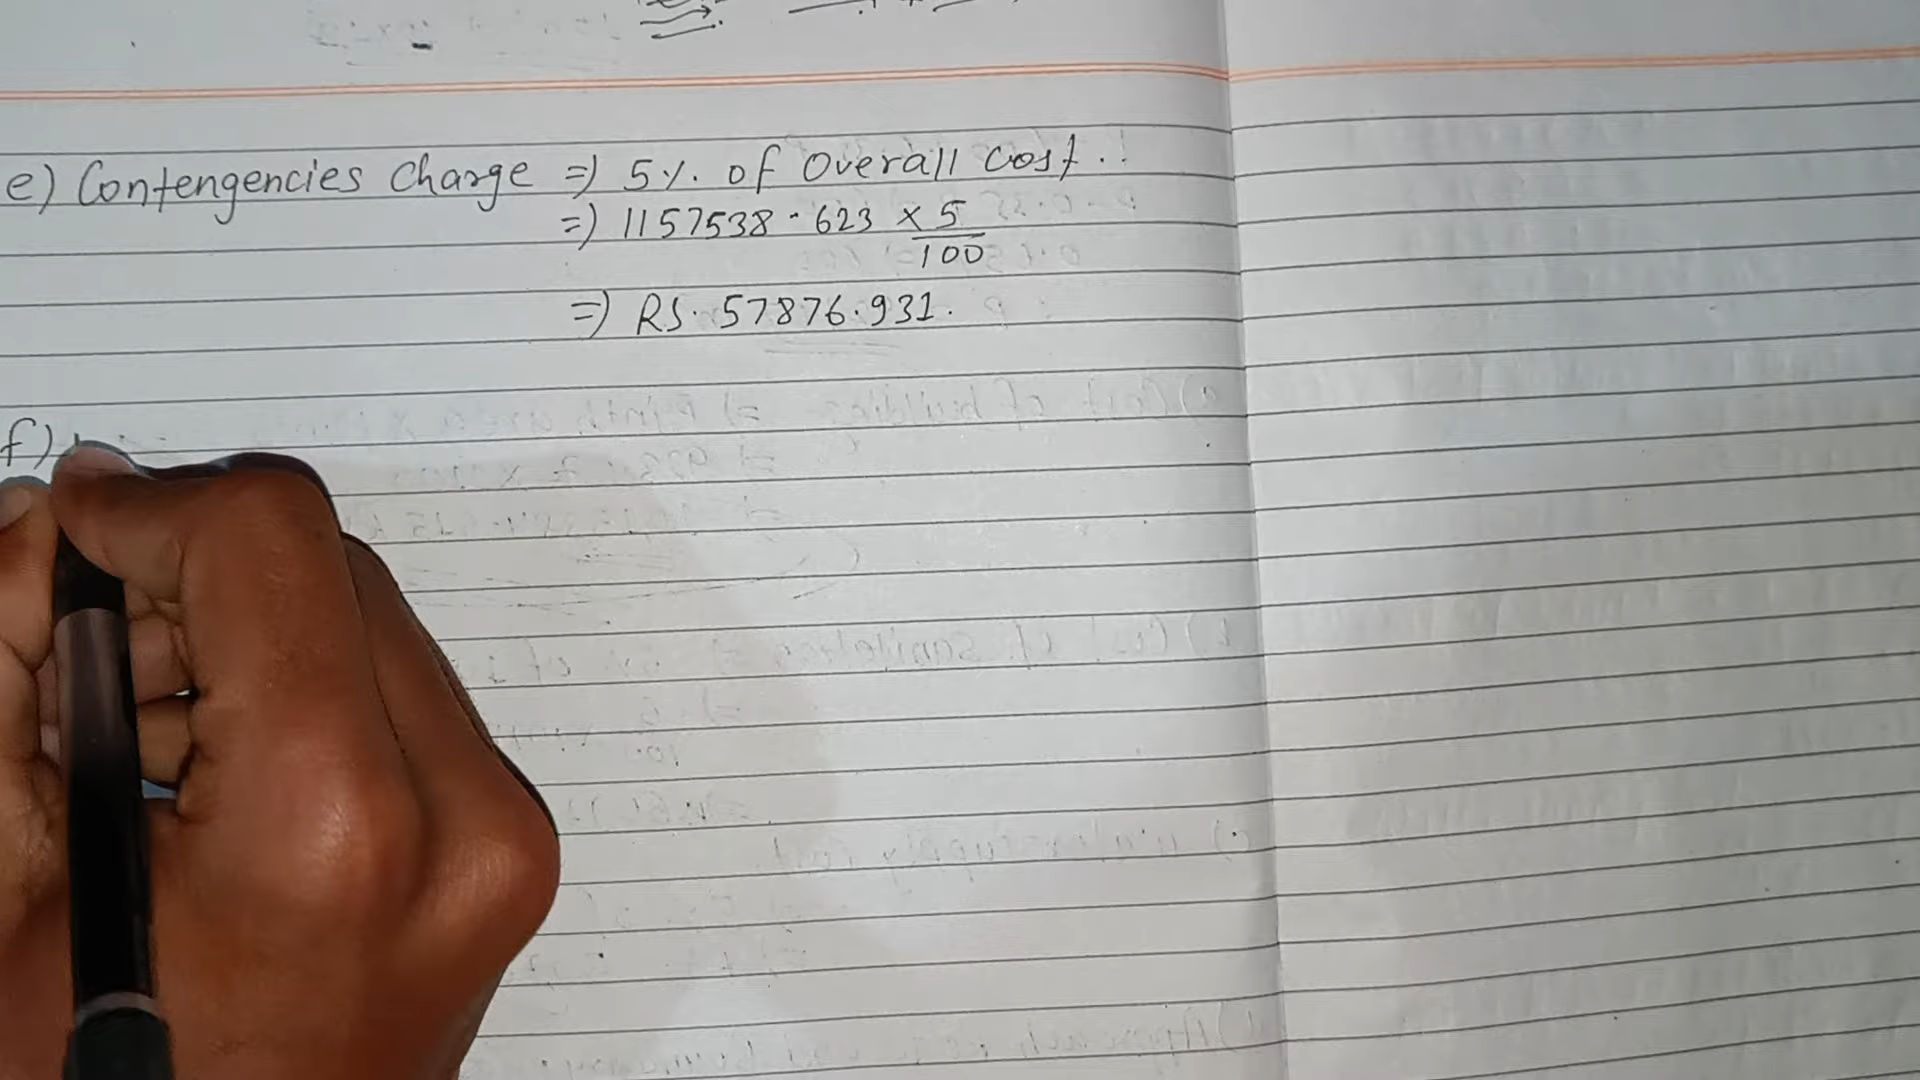 e) Contengencies Charge => 5%. of Overall Cost..
=> 1157538.623 x 5/100
=> RS. 57876.931.
f)